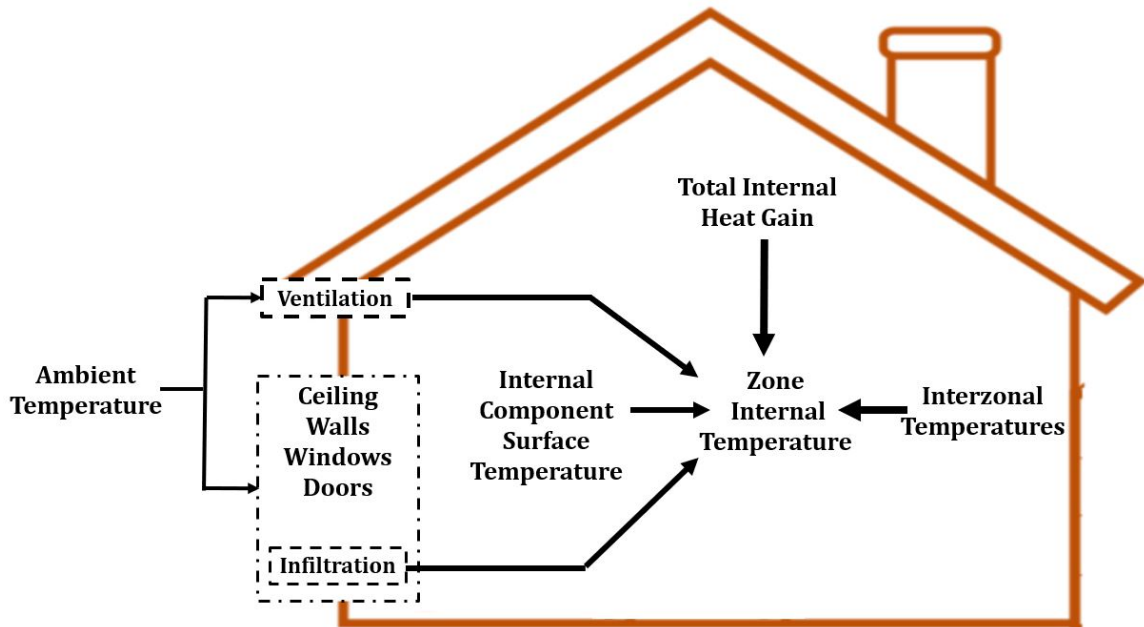 Total Internal
Heat Gain
Ventilation
Ambient
Temperature
Ceiling
Walls
Windows
Doors
Infiltration
Internal
Component
Surface
Temperature
Zone
Internal
Temperature
Interzonal
Temperatures